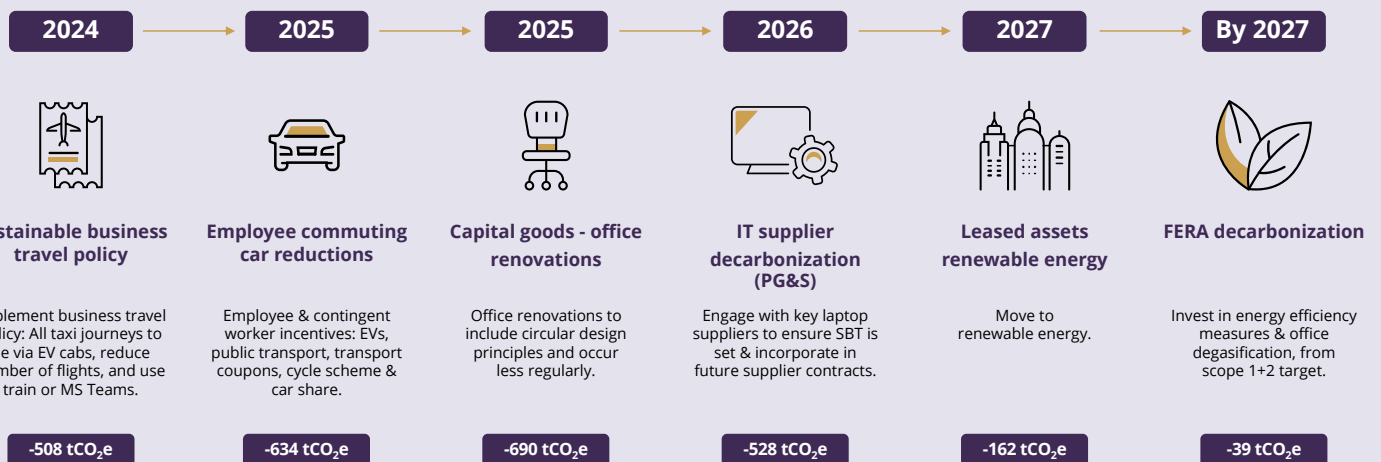 2024
2025
2025
2026
2027
By 2027
stainable business
travel policy
Employee commuting
car reductions
Capital goods - office
renovations
IT supplier
decarbonization
(PG&S)
Leased assets
renewable energy
FERA decarbonization
plement business travel
licy: All taxi journeys to
e via EV cabs, reduce
mber of flights, and use
train or MS Teams.
Employee & contingent
worker incentives: EVs,
public transport, transport
coupons, cycle scheme &
car share.
Office renovations to
include circular design
principles and occur
less regularly.
Engage with key laptop
suppliers to ensure SBT is
set & incorporate in
future supplier contracts.
Move to
renewable energy.
Invest in energy efficiency
measures & office
degasification, from
scope 1+2 target.
-508 tCO₂e
-634 tCO₂e
-690 tCO₂e
-528 tCO₂e
-162 tCO₂e
-39 tCO₂e